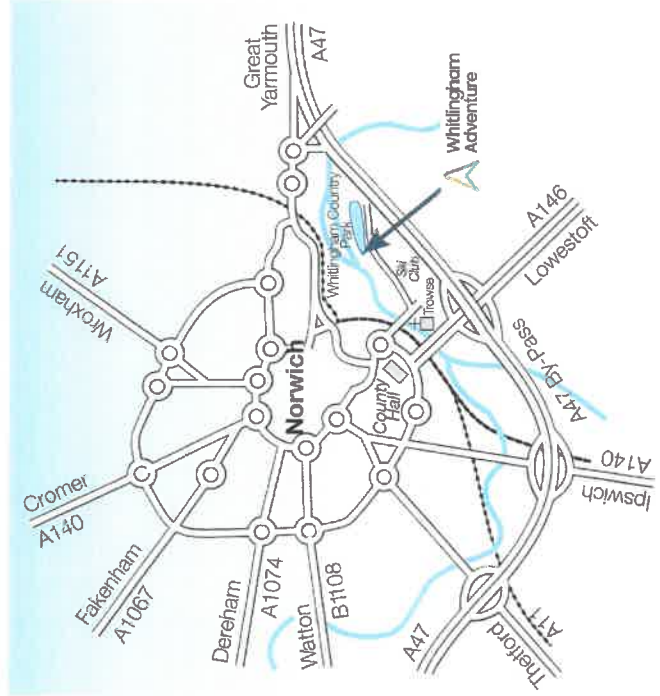 Great
Yarmouth
A47
Wroxham
A1151
Cromer
A140
Fakenham
A1067
Dereham
A1074
Watton
B1108
Norwich
Whitlingham Country
Park
Whitlingham
Adventure
Ski
Club
Trowse
County
Hall
A146
Lowestoft
A47 By-Pass
A140
Ipswich
A11
Thetford
A47